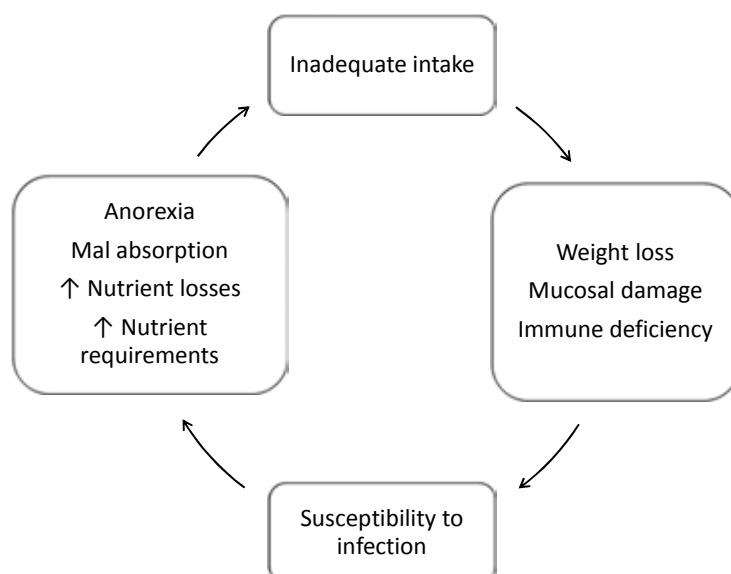 Inadequate intake
Anorexia
Mal absorption
↑ Nutrient losses
↑ Nutrient
requirements
Weight loss
Mucosal damage
Immune deficiency
Susceptibility to
infection